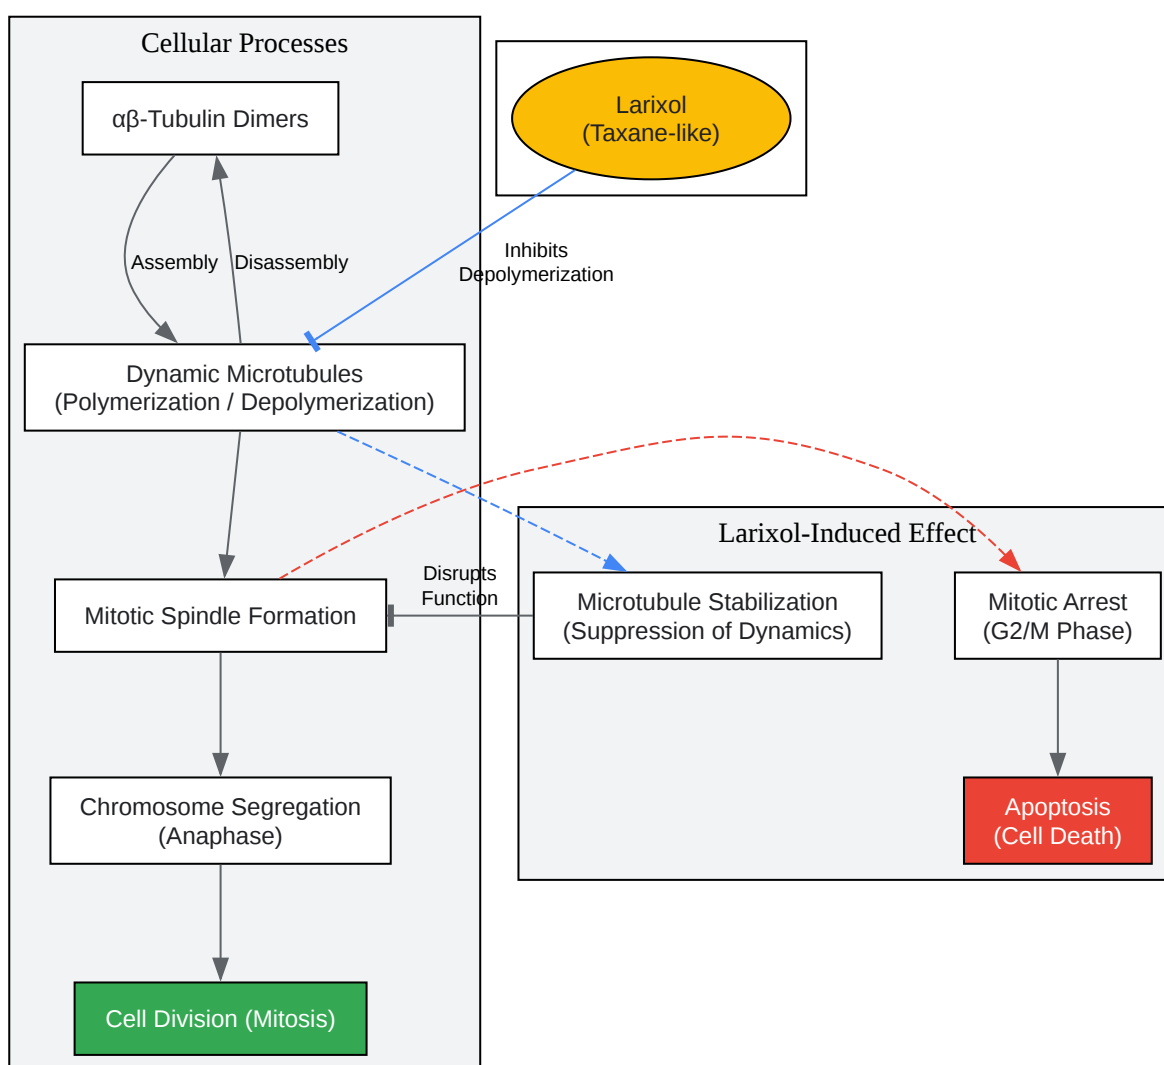 Cellular Processes
αβ-Tubulin Dimers
Larixol
(Taxane-like)
Assembly
Disassembly
Inhibits
Depolymerization
Dynamic Microtubules
(Polymerization / Depolymerization)
Larixol-Induced Effect
Mitotic Spindle Formation
Disrupts
Function
Microtubule Stabilization
(Suppression of Dynamics)
Mitotic Arrest
(G2/M Phase)
Chromosome Segregation
(Anaphase)
Apoptosis
(Cell Death)
Cell Division (Mitosis)